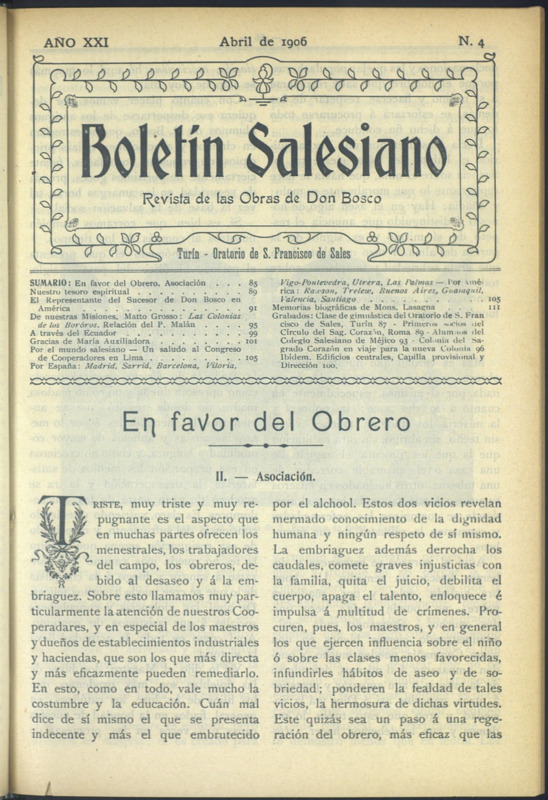 AÑO XXI Abril de 1906 N. 4
Boletín Salesiano
Revista de las Obras de Don Bosco
Turín - Oratorio de S. Francisco de Sales
SUMARIO: En favor del Obrero, Asociación . . . 85
Nuestro tesoro espiritual . . . . . . . . . 89
El Representante del Sucesor de Don Bosco en
América . . . . . . . . . . . . . . 91
De nuestras Misiones, Matto Grosso: Las Colonias
de los Boróros, Relación del P. Malán . . . . 95
A través del Ecuador . . . . . . . . . . 99
Gracias de María Auxiliadora . . . . . . . 101
Por el mundo salesiano — Un saludo al Congreso
de Cooperadores en Lima . . . . . . . . 105
Por España: Madrid, Sarriá, Barcelona, Vitoria,
Vigo-Pontevedra, Utrera, Las Palmas — Por Amé-
rica: Rawson, Trelew, Buenos Aires, Guayaquil,
Valencia, Santiago . . . . . . . . . . 105
Memorias biográficas de Mons. Lasagna . . . 111
Grabados: Clase de gimnástica del Oratorio de S. Fran
cisco de Sales, Turín 87 - Primeros socios del
Círculo del Sag. Corazón, Roma 89 - Alumnos del
Colegio Salesiano de Méjico 93 - Colonia del Sa-
grado Corazón en viaje para la nueva Colonia 96
Ibidem. Edificios centrales, Capilla provisional y
Dirección 100.
En favor del Obrero
II. — Asociación.
TRISTE, muy triste y muy re-
pugnante es el aspecto que
en muchas partes ofrecen los
menestrales, los trabajadores
del campo, los obreros, de-
bido al desaseo y á la em-
briaguez. Sobre esto llamamos muy par-
ticularmente la atención de nuestros Coo-
peradores, y en especial de los maestros
y dueños de establecimientos industriales
y haciendas, que son los que más directa
y más eficazmente pueden remediarlo.
En esto, como en todo, vale mucho la
costumbre y la educación. Cuán mal
dice de sí mismo el que se presenta
indecente y más el que embrutecido
por el alchool. Estos dos vicios revelan
mermado conocimiento de la dignidad
humana y ningún respeto de sí mismo.
La embriaguez además derrocha los
caudales, comete graves injusticias con
la familia, quita el juicio, debilita el
cuerpo, apaga el talento, enloquece é
impulsa á multitud de crímenes. Pro-
curen, pues, los maestros, y en general
los que ejercen influencia sobre el niño
ó sobre las clases menos favorecidas,
infundirles hábitos de aseo y de so-
briedad; ponderen la fealdad de tales
vicios, la hermosura de dichas virtudes.
Este quizás sea un paso á una rege-
ración del obrero, más eficaz que las